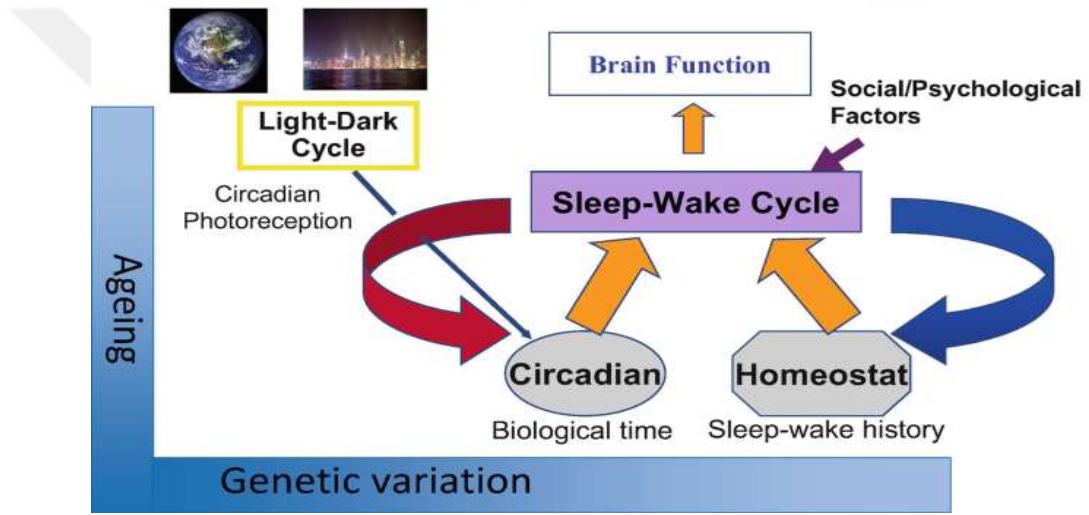 Brain Function
Social/Psychological
Factors
Light-Dark
Cycle
Circadian
Photoreception
Sleep-Wake Cycle
Ageing
Circadian
Homeostat
Biological time
Sleep-wake history
Genetic variation